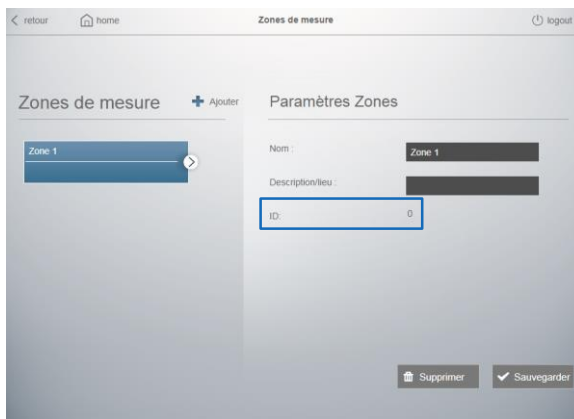 retour
home
Zones de mesure
logout
Zones de mesure
Ajouter
Zone 1
Paramètres Zones
Nom :
Zone 1
Description/lieu :
ID:
0
Supprimer
Sauvegarder